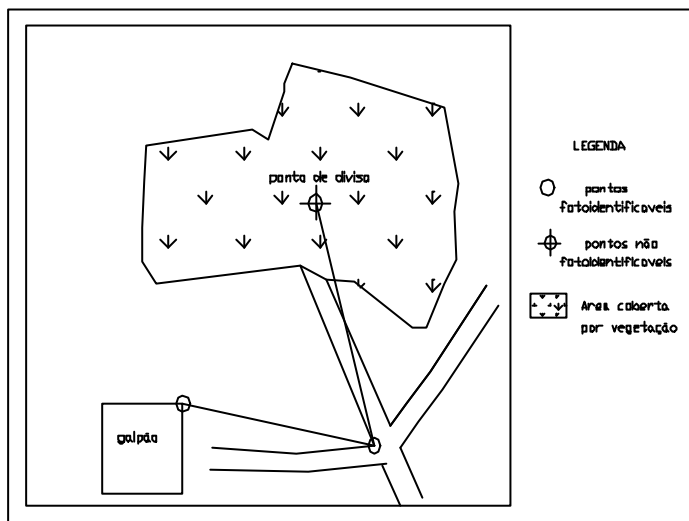 ponto de divisa
galpão
LEGENDA
pontos
fotoidentificaveis
pontos não
fotoidentificaveis
Area coberta
por vegetação